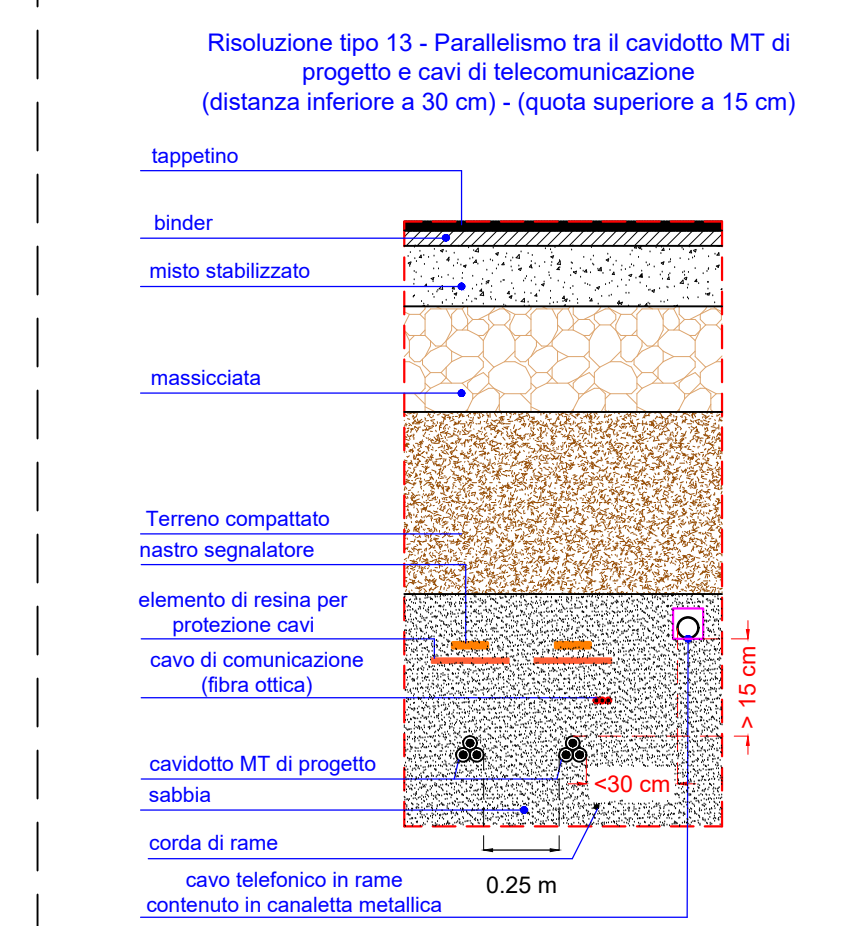 Risoluzione tipo 13 - Parallelismo tra il cavidotto MT di
progetto e cavi di telecomunicazione
(distanza inferiore a 30 cm) - (quota superiore a 15 cm)
tappetino
binder
misto stabilizzato
massicciata
Terreno compattato
nastro segnalatore
elemento di resina per
protezione cavi
cavo di comunicazione
(fibra ottica)
> 15 cm
cavidotto MT di progetto
<30 cm
sabbia
corda di rame
cavo telefonico in rame
contenuto in canaletta metallica
0.25 m